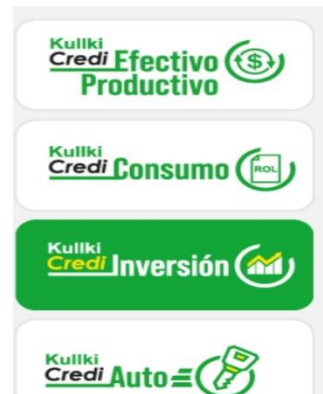 Kullki
Credi Efectivo
Productivo
$
Kullki
Credi Consumo
ROL
Kullki
Credi Inversión
Kullki
Credi Auto